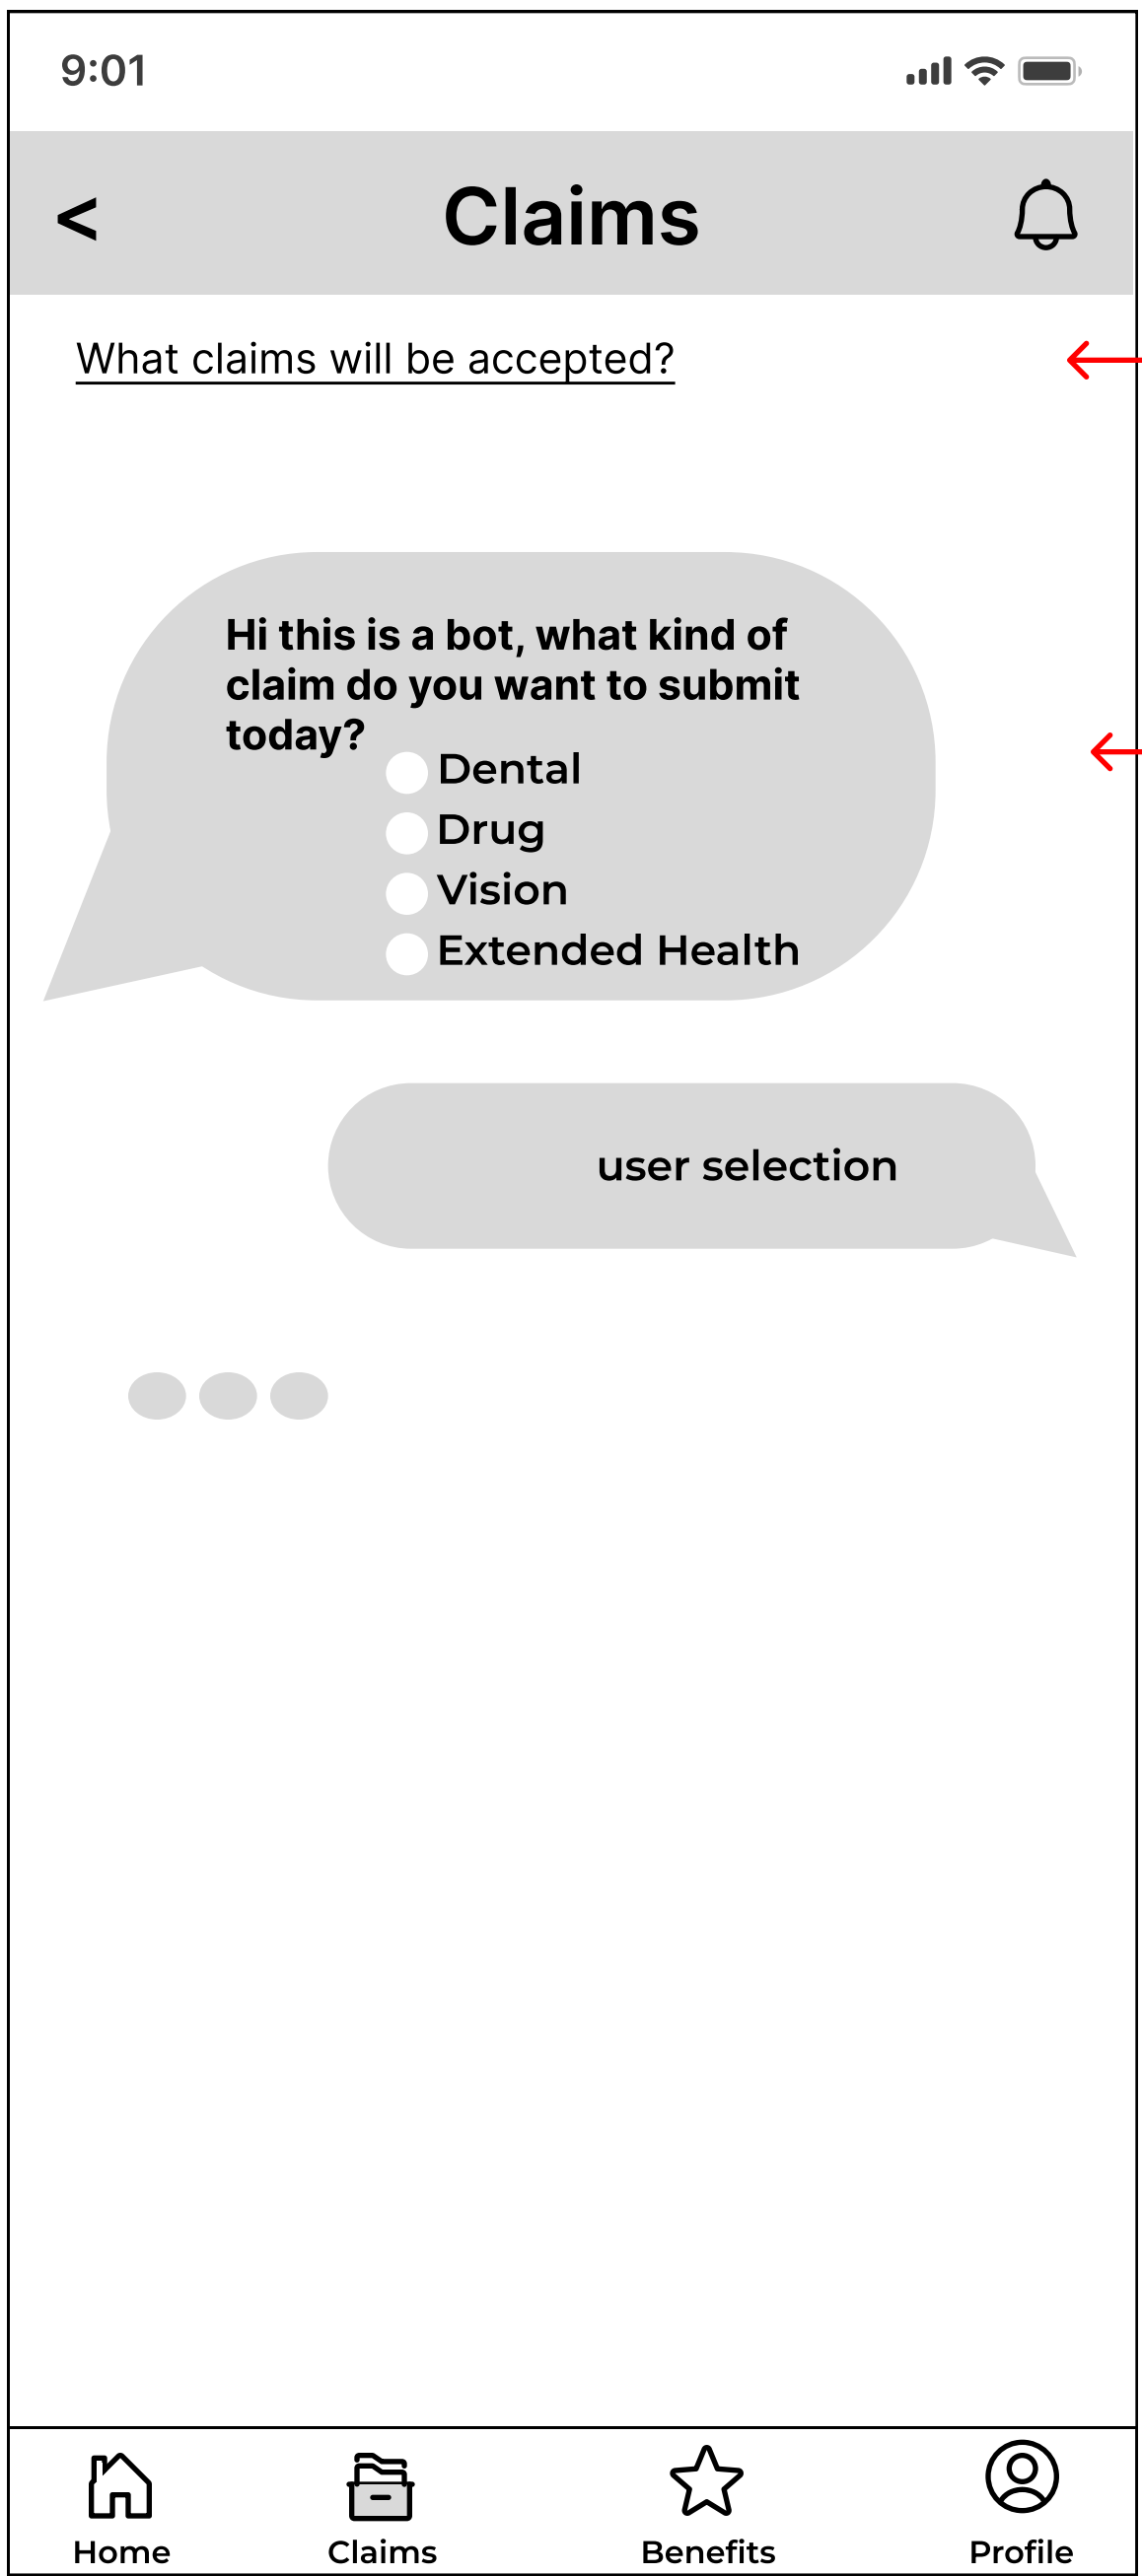 9:01
< Claims
What claims will be accepted?
Hi this is a bot, what kind of
claim do you want to submit
today?
Dental
Drug
Vision
Extended Health
user selection
Home Claims Benefits Profile